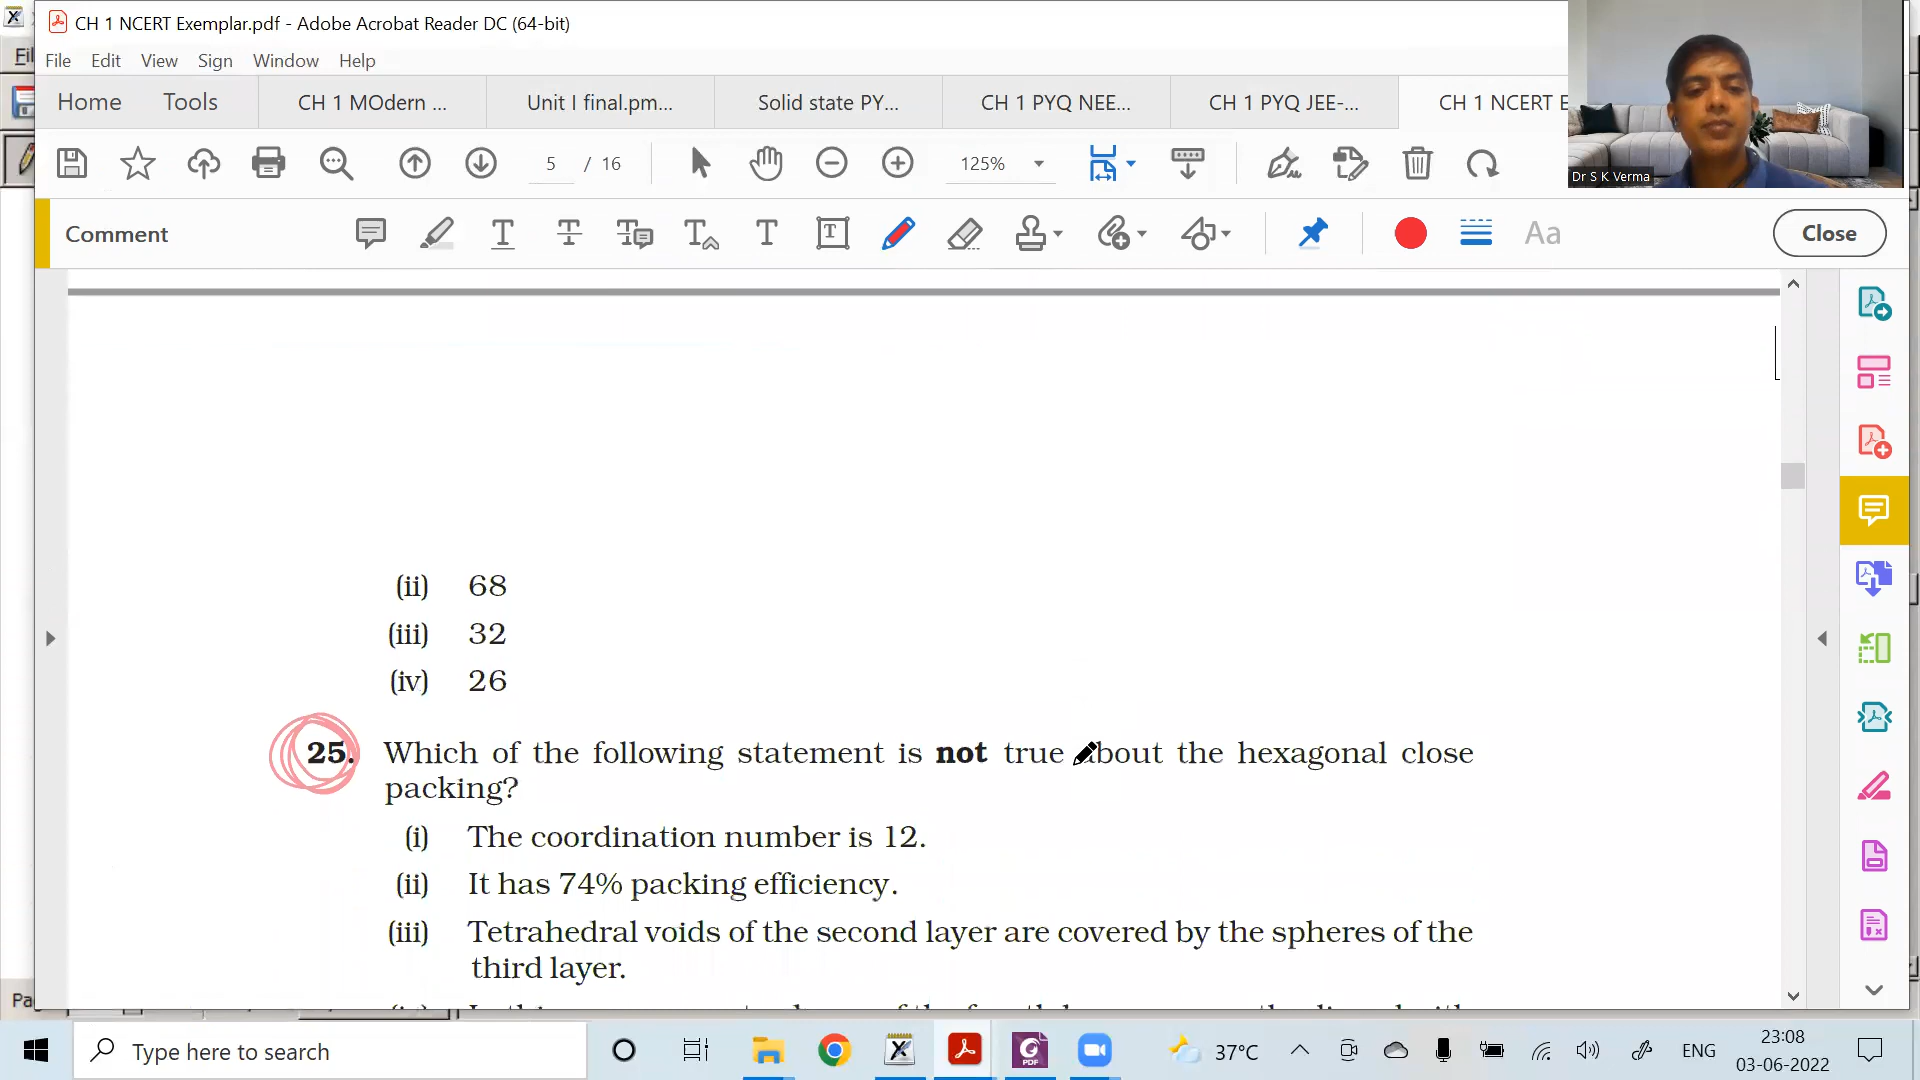 CH 1 NCERT Exemplar.pdf - Adobe Acrobat Reader DC (64-bit)
File Edit View Sign Window Help
Home Tools CH 1 MOdern ... Unit I final.pm... Solid state PY... CH 1 PYQ NEE... CH 1 PYQ JEE-... CH 1 NCERT E
Dr S K Verma
5 / 16 125%
Comment Aa Close
(ii) 68
(iii) 32
(iv) 26
25. Which of the following statement is not true about the hexagonal close
packing?
(i) The coordination number is 12.
(ii) It has 74% packing efficiency.
(iii) Tetrahedral voids of the second layer are covered by the spheres of the
third layer.
Type here to search
37°C
ENG
23:08
03-06-2022